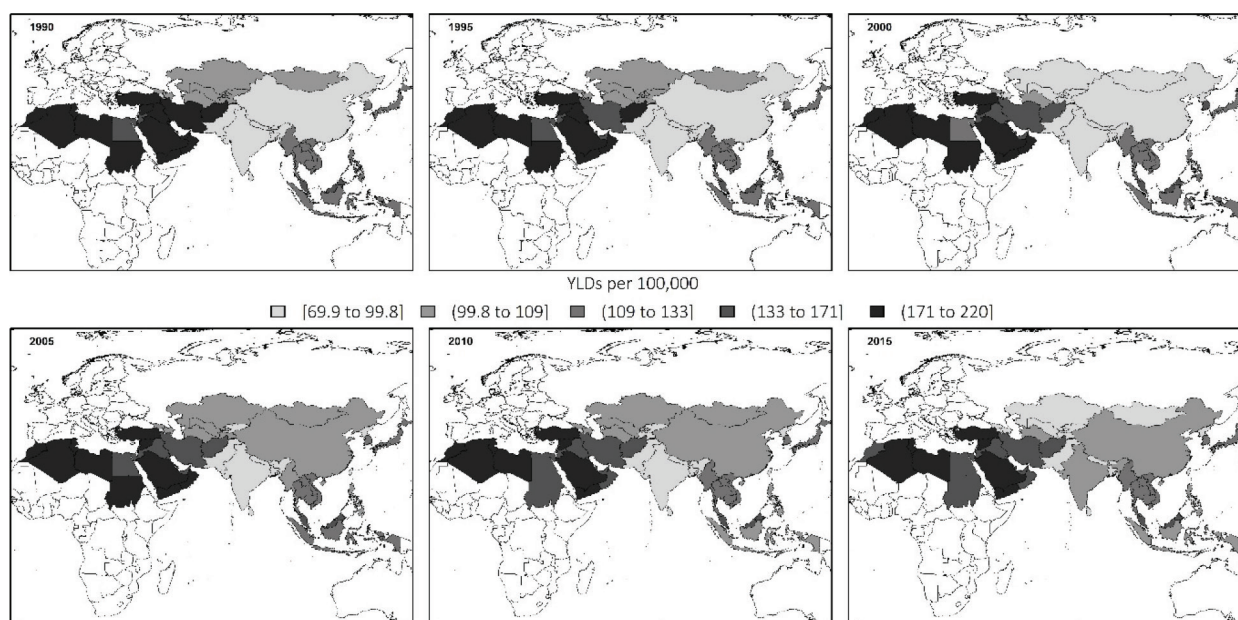 1990
1995
2000
YLDs per 100,000
[69.9 to 99.8]
(99.8 to 109]
(109 to 133]
(133 to 171]
(171 to 220]
2005
2010
2015